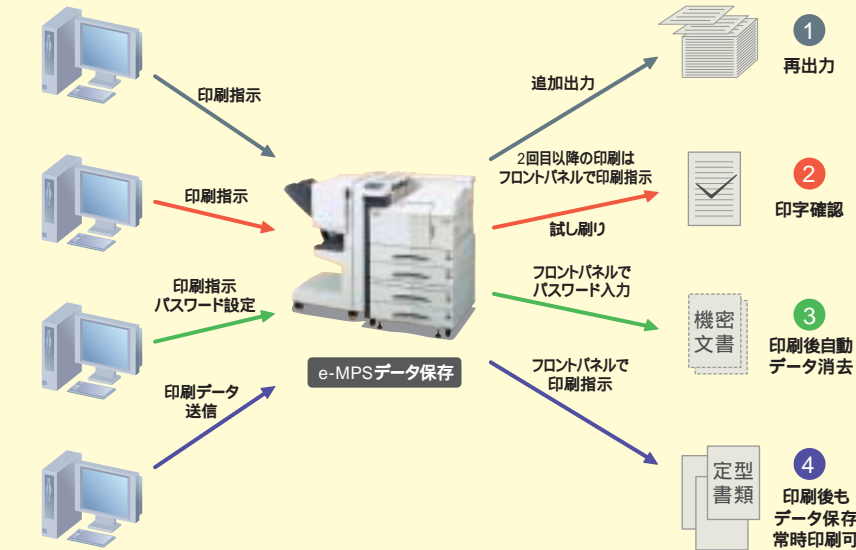 印刷指示
印刷指示
印刷指示
パスワード設定
印刷データ
送信
e-MPSデータ保存
追加出力
2回目以降の印刷は
フロントパネルで印刷指示
試し刷り
フロントパネルで
パスワード入力
フロントパネルで
印刷指示
1
再出力
2
印字確認
機密
文書
3
印刷後自動
データ消去
定型
書類
4
印刷後も
データ保存
常時印刷可